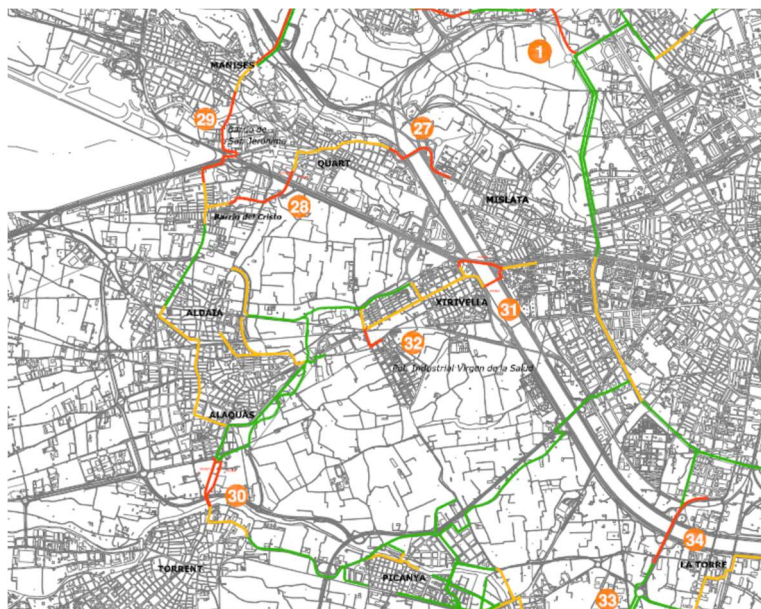 1
MANISES
29
27
Barrio de
San Jerónimo
QUART
MISLATA
28
Barrio del Cristo
XIRIVELLA
31
ALDAIA
32
Pol. Industrial Virgen de la Salud
ALAQUÀS
30
34
TORRENT
LA TORRE
PICANYA
33